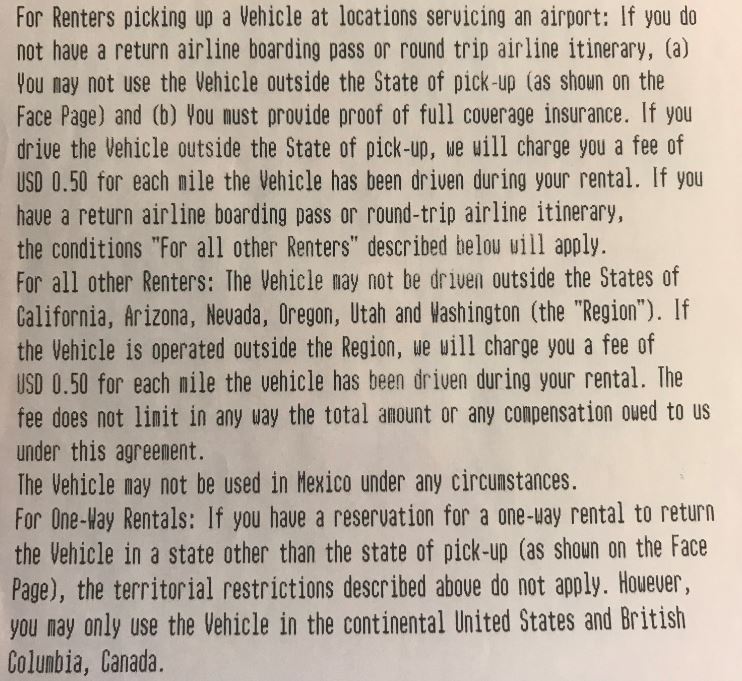 For Renters picking up a Vehicle at locations servicing an airport: If you do
not have a return airline boarding pass or round trip airline itinerary, (a)
You may not use the Vehicle outside the State of pick-up (as shown on the
Face Page) and (b) You must provide proof of full coverage insurance. If you
drive the Vehicle outside the State of pick-up, we will charge you a fee of
USD 0.50 for each mile the Vehicle has been driven during your rental. If you
have a return airline boarding pass or round-trip airline itinerary,
the conditions "For all other Renters" described below will apply.
For all other Renters: The Vehicle may not be driven outside the States of
California, Arizona, Nevada, Oregon, Utah and Washington (the "Region"). If
the Vehicle is operated outside the Region, we will charge you a fee of
USD 0.50 for each mile the vehicle has been driven during your rental. The
fee does not limit in any way the total amount or any compensation owed to us
under this agreement.
The Vehicle may not be used in Mexico under any circumstances.
For One-Way Rentals: If you have a reservation for a one-way rental to return
the Vehicle in a state other than the state of pick-up (as shown on the Face
Page), the territorial restrictions described above do not apply. However,
you may only use the Vehicle in the continental United States and British
Columbia, Canada.